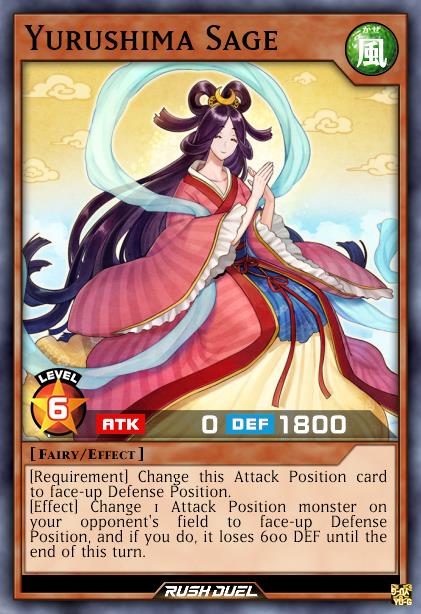 Yurushima Sage
かぜ
風
LEVEL
6
ATK 0 DEF 1800
[Fairy/Effect]
[Requirement] Change this Attack Position card
to face-up Defense Position.
[Effect] Change 1 Attack Position monster on
your opponent's field to face-up Defense
Position, and if you do, it loses 600 DEF until the
end of this turn.
RUSH DUEL